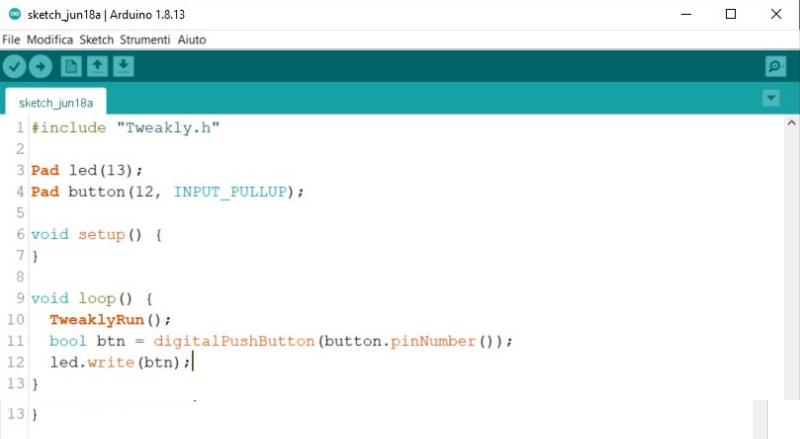 sketch_jun18a | Arduino 1.8.13
File Modifica Sketch Strumenti Aiuto
sketch_jun18a
1 #include "Tweakly.h"
2
3 Pad led(13);
4 Pad button(12, INPUT_PULLUP);
5
6 void setup() {
7 }
8
9 void loop() {
10 TweaklyRun();
11 bool btn = digitalPushButton(button.pinNumber());
12 led.write(btn);
13 }
13 }